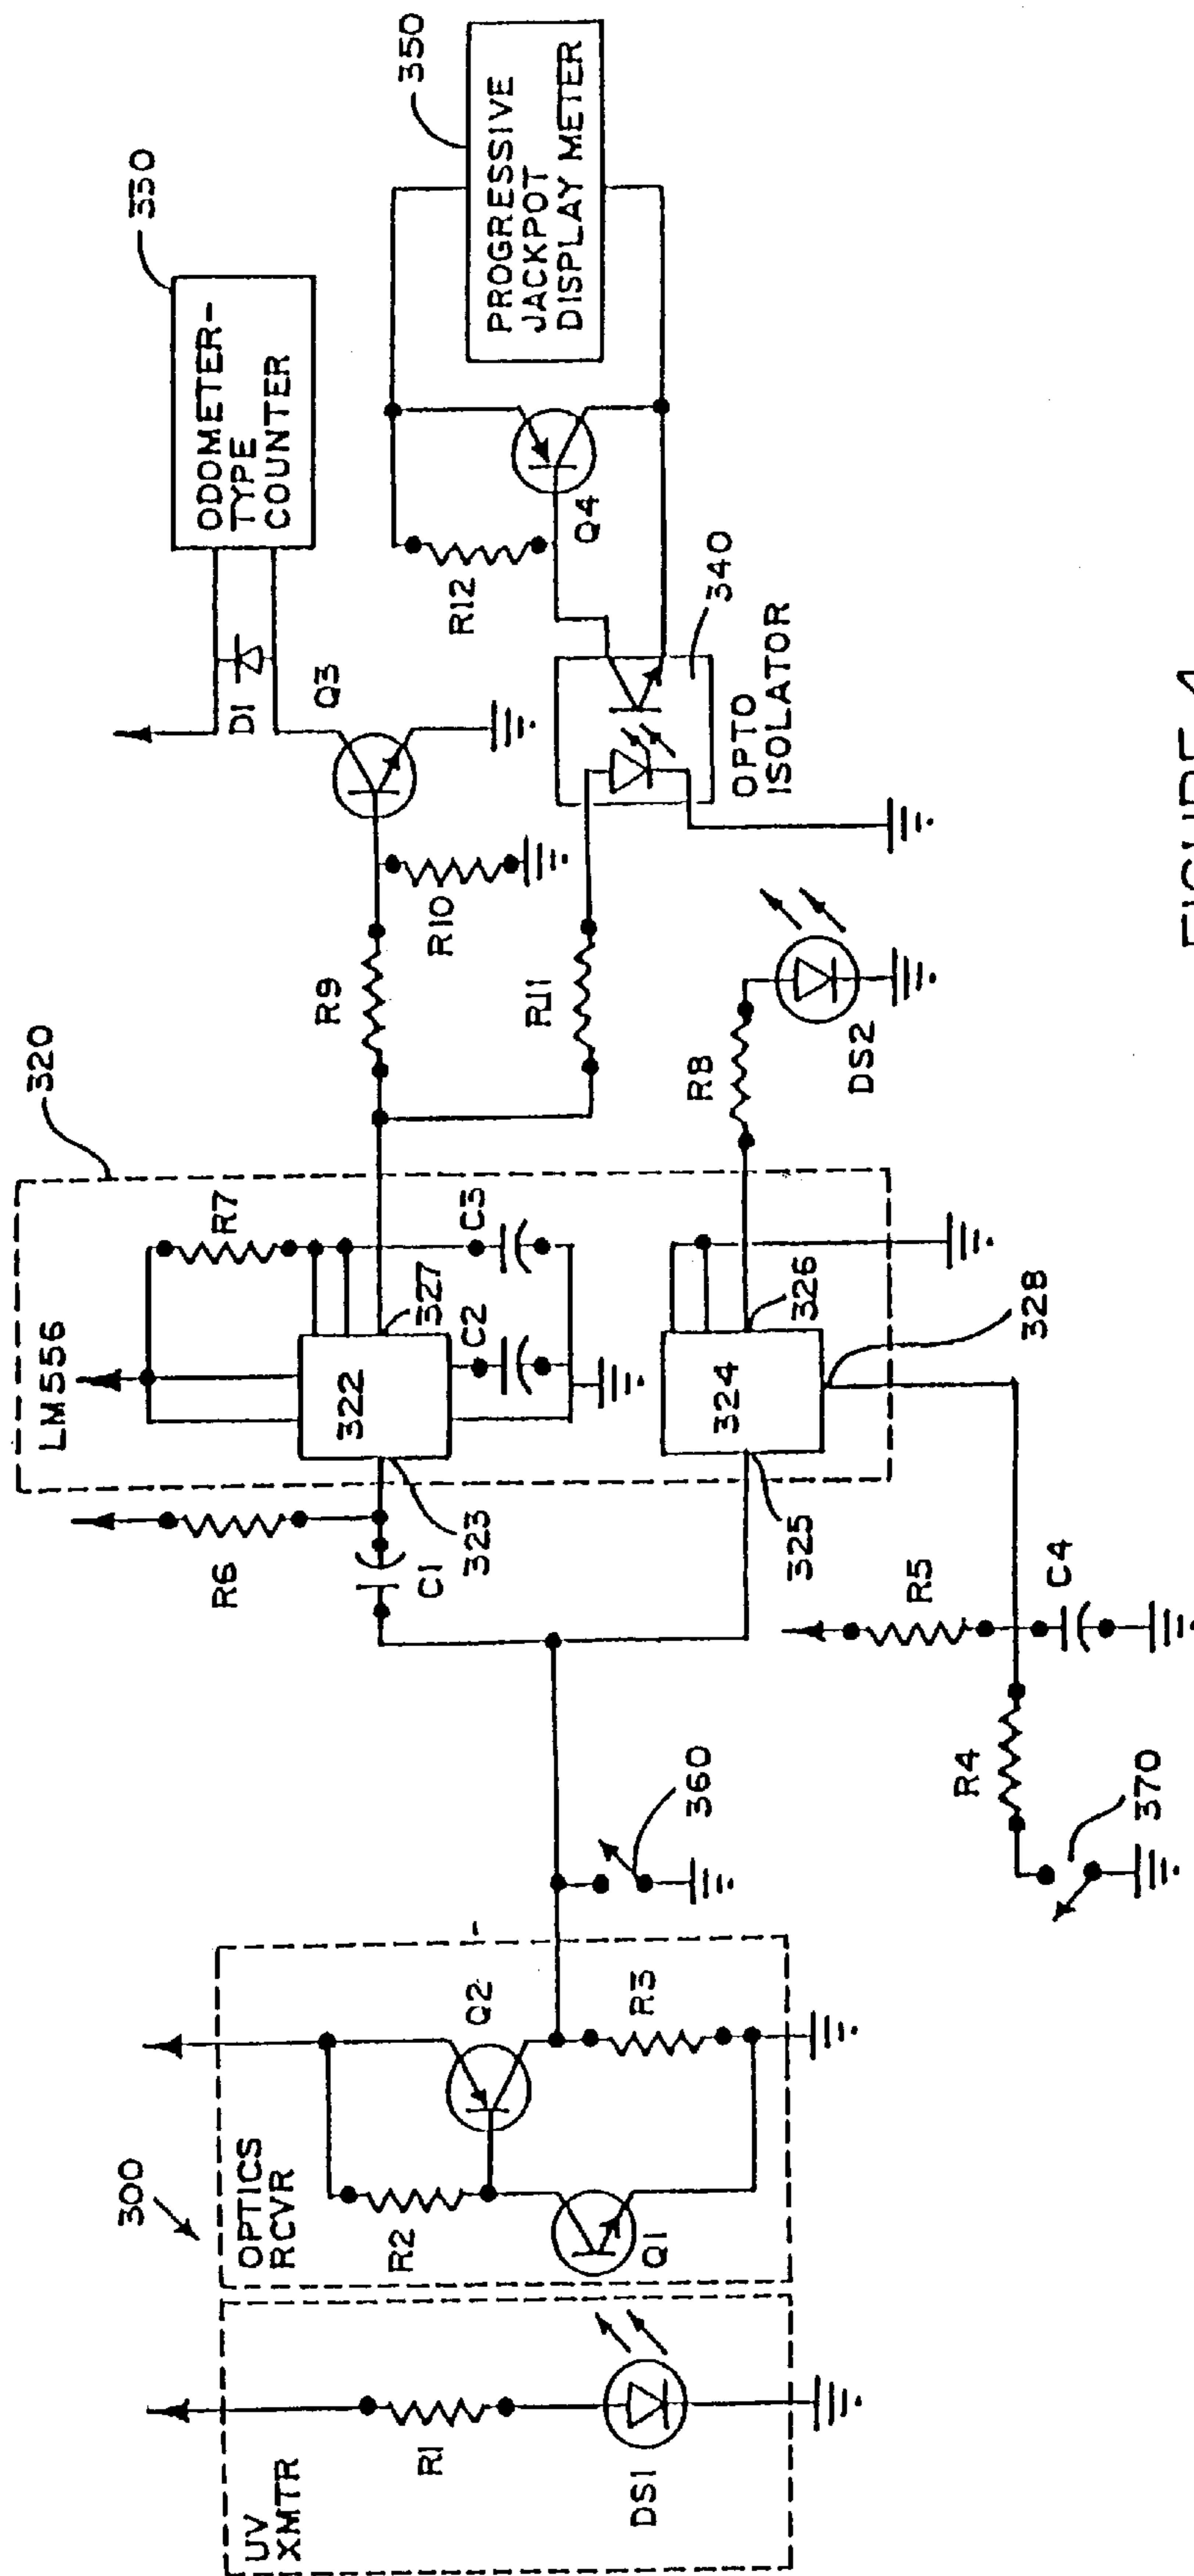 300
UV
XMTR
R1
DS1
OPTICS
RCVR
R2
Q1
Q2
R3
360
370
R4
R5
C4
R6
C1
323
325
320
LM556
R7
322
327
C2
C3
324
326
328
R9
R10
R11
R8
DS2
Q3
D1
330
ODOMETER-
TYPE
COUNTER
OPTO
ISOLATOR
340
R12
Q4
350
PROGRESSIVE
JACKPOT
DISPLAY METER
FIGURE 4